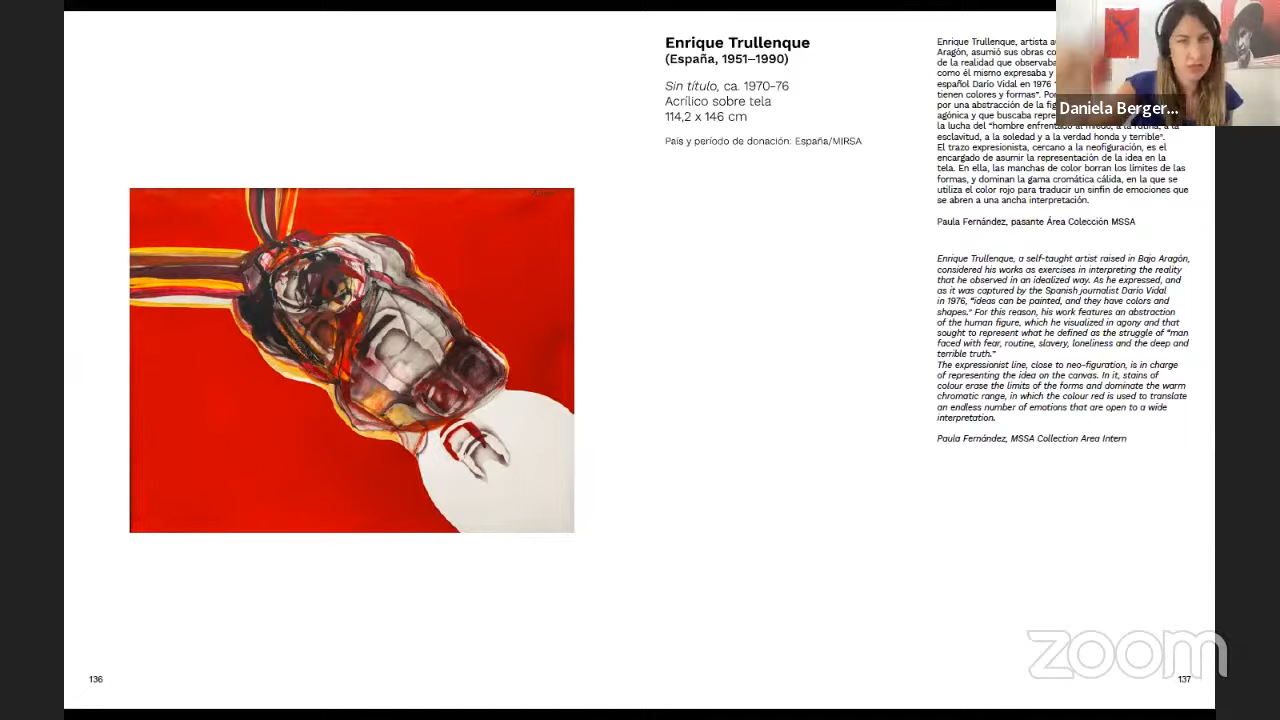 Enrique Trullenque
(España, 1951–1990)
Sin título, ca. 1970-76
Acrílico sobre tela
114,2 x 146 cm
País y período de donación: España/MIRSA
Enrique Trullenque, artista
Aragón, asumió sus obras
de la realidad que observaba
como él mismo expresaba y
español Darío Vidal en 1976
tienen colores y formas”. Por
por una abstracción de la
agónica y que buscaba
la lucha del “hombre enfrentado al miedo, a la rutina, a la
esclavitud, a la soledad y a la verdad honda y terrible”.
El trazo expresionista, cercano a la neofiguración, es el
encargado de asumir la representación de la idea en la
tela. En ella, las manchas de color borran los límites de las
formas, y dominan la gama cromática cálida, en la que se
utiliza el color rojo para traducir un sinfín de emociones que
se abren a una ancha interpretación.
Paula Fernández, pasante Área Colección MSSA
Enrique Trullenque, a self-taught artist raised in Bajo Aragón,
considered his works as exercises in interpreting the reality
that he observed in an idealized way. As he expressed, and
as it was captured by the Spanish journalist Darío Vidal
in 1976, “ideas can be painted, and they have colors and
shapes.” For this reason, his work features an abstraction
of the human figure, which he visualized in agony and that
sought to represent what he defined as the struggle of “man
faced with fear, routine, slavery, loneliness and the deep and
terrible truth.”
The expressionist line, close to neo-figuration, is in charge
of representing the idea on the canvas. In it, stains of
colour erase the limits of the forms and dominate the warm
chromatic range, in which the colour red is used to translate
an endless number of emotions that are open to a wide
interpretation.
Paula Fernández, MSSA Collection Area Intern
Daniela Berger...
136
137
zoom